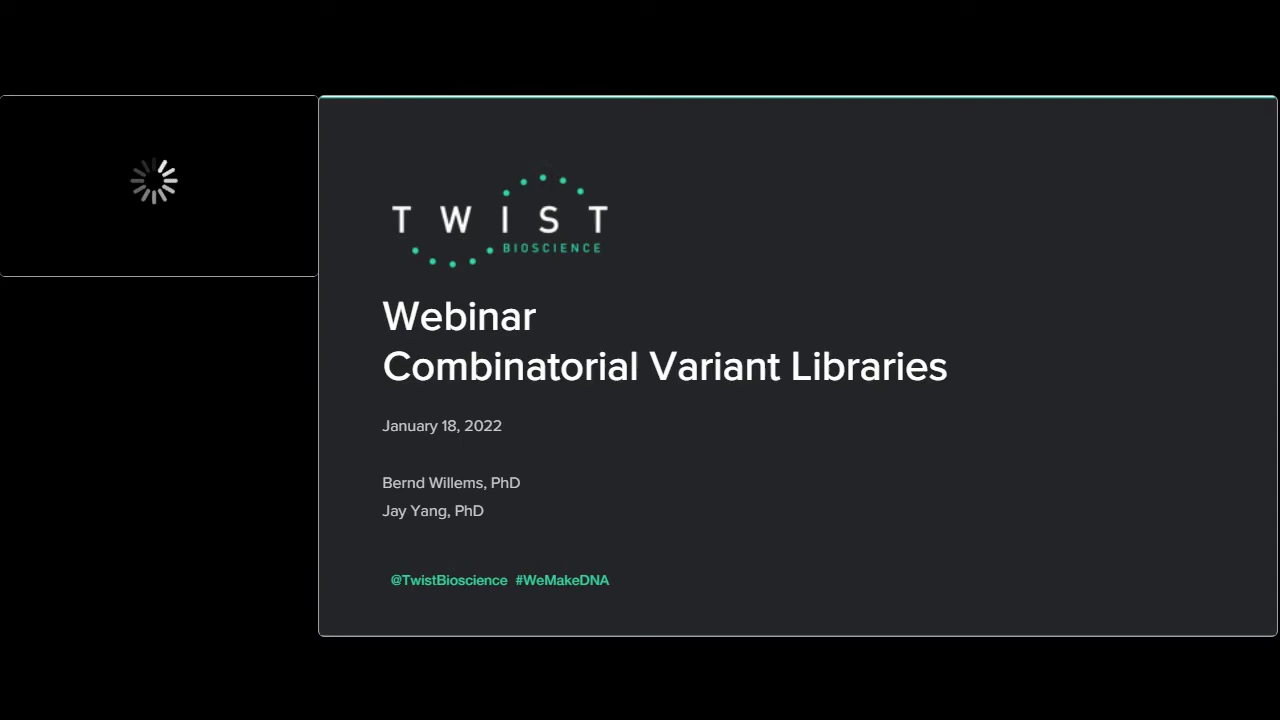 TWIST
BIOSCIENCE
Webinar
Combinatorial Variant Libraries
January 18, 2022
Bernd Willems, PhD
Jay Yang, PhD
@TwistBioscience #WeMakeDNA